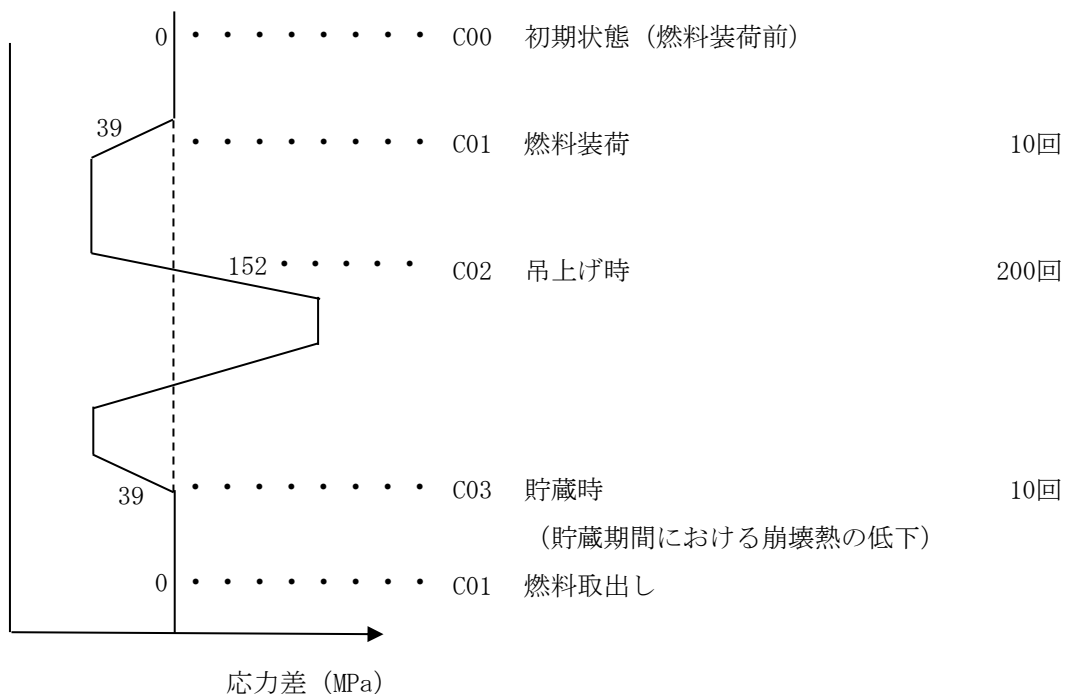 0 ・・・・・・・・ C00 初期状態（燃料装荷前）
39 ・・・・・・・・ C01 燃料装荷 10回
152・・・・・ C02 吊上げ時 200回
39 ・・・・・・・・ C03 貯蔵時 10回
（貯蔵期間における崩壊熱の低下）
0 ・・・・・・・・ C01 燃料取出し
応力差（MPa）